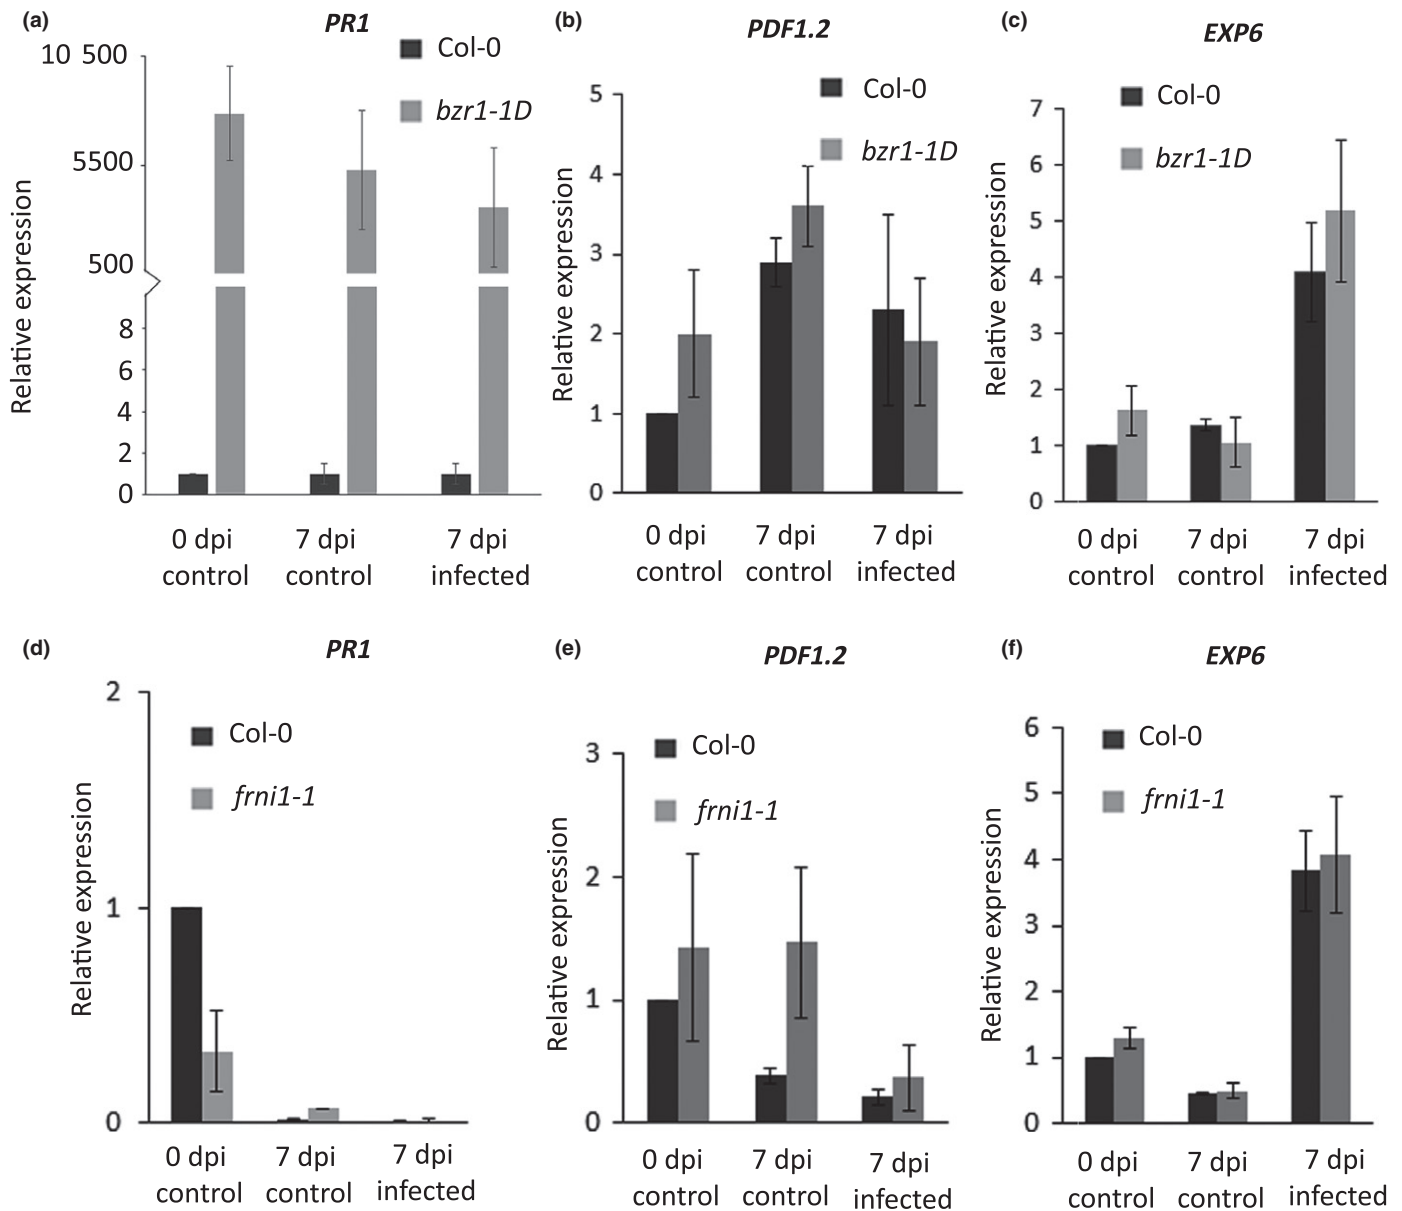 (a)
PR1
10 500
5500
500
8
6
4
2
0
Relative expression
Col-0
bzr1-1D
0 dpi
control
7 dpi
control
7 dpi
infected
(b)
PDF1.2
5
4
3
2
1
0
Relative expression
Col-0
bzr1-1D
0 dpi
control
7 dpi
control
7 dpi
infected
(c)
EXP6
7
6
5
4
3
2
1
0
Relative expression
Col-0
bzr1-1D
0 dpi
control
7 dpi
control
7 dpi
infected
(d)
PR1
2
1
0
Relative expression
Col-0
frni1-1
0 dpi
control
7 dpi
control
7 dpi
infected
(e)
PDF1.2
3
2
1
0
Relative expression
Col-0
frni1-1
0 dpi
control
7 dpi
control
7 dpi
infected
(f)
EXP6
6
5
4
3
2
1
0
Relative expression
Col-0
frni1-1
0 dpi
control
7 dpi
control
7 dpi
infected